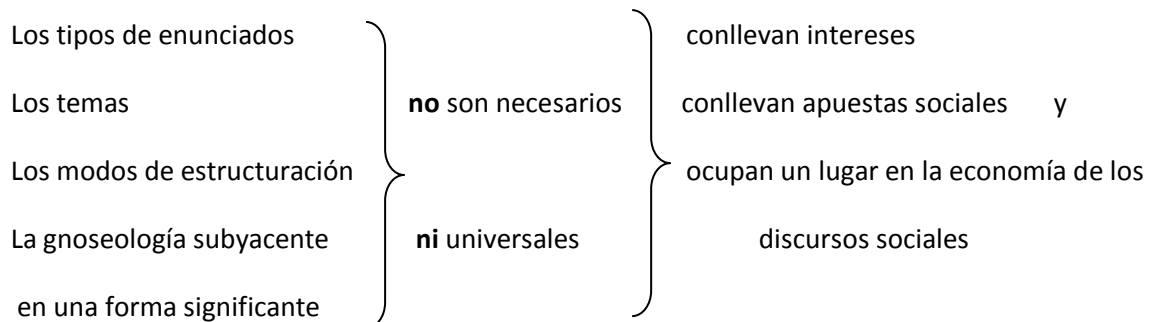 Los tipos de enunciados conllevan intereses
Los temas no son necesarios conllevan apuestas sociales y
Los modos de estructuración ocupan un lugar en la economía de los
La gnoseología subyacente ni universales discursos sociales
en una forma significante